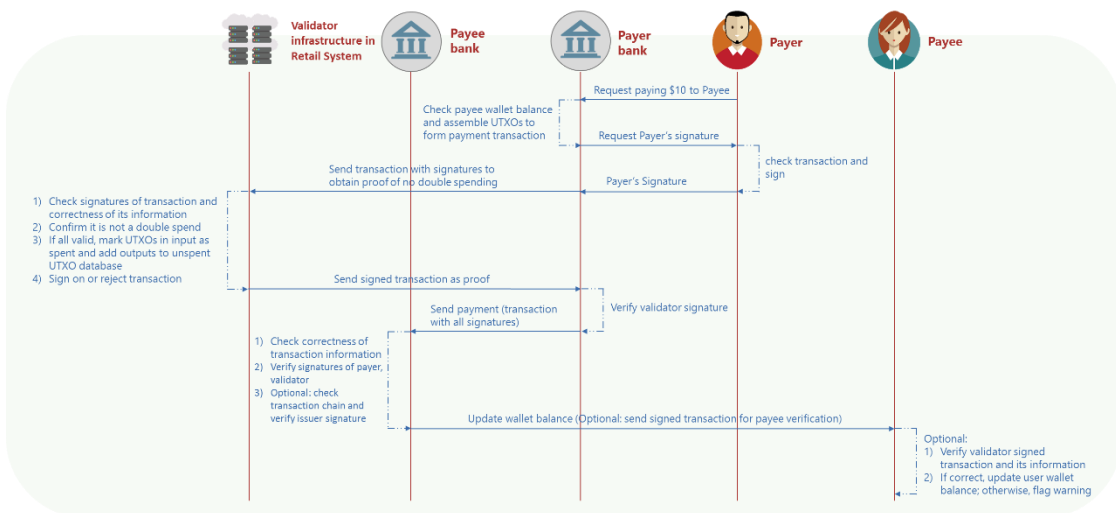 Validator
infrastructure in
Retail System
Payee
bank
Payer
bank
Payer
Payee
Request paying $10 to Payee
Check payee wallet balance
and assemble UTXOs to
form payment transaction
Request Payer's signature
check transaction and
sign
Send transaction with signatures to
obtain proof of no double spending
Payer's Signature
1) Check signatures of transaction and
correctness of its information
2) Confirm it is not a double spend
3) If all valid, mark UTXOs in input as
spent and add outputs to unspent
UTXO database
4) Sign on or reject transaction
Send signed transaction as proof
Verify validator signature
Send payment (transaction
with all signatures)
1) Check correctness of
transaction information
2) Verify signatures of payer,
validator
3) Optional: check
transaction chain and
verify issuer signature
Update wallet balance (Optional: send signed transaction for payee verification)
Optional:
1) Verify validator signed
transaction and its information
2) If correct, update user wallet
balance; otherwise, flag warning